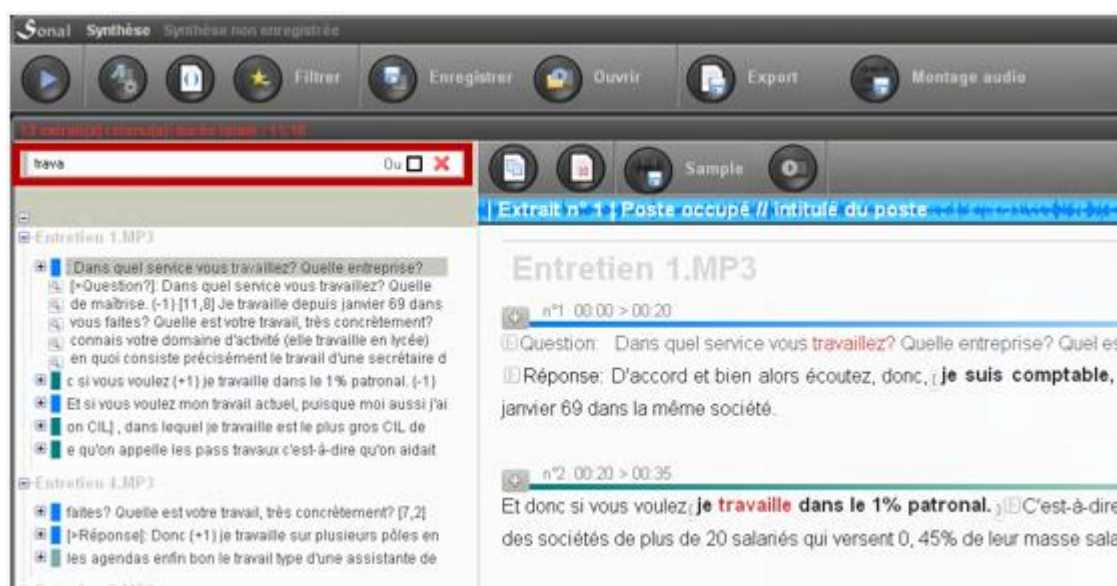 Sonal Synthèse Synthèse non enregistrée
Filtrer Enregistrer Ouvrir Export Montage audio
13 extrait(s) retenu(s)
trava Ou
Sample
| Extrait n° 1 | Poste occupé // intitulé du poste
Entretien 1.MP3
Dans quel service vous travaillez? Quelle entreprise?
[>Question?]: Dans quel service vous travaillez? Quelle
de maîtrise. (-1) [11,8] Je travaille depuis janvier 69 dans
vous faites? Quelle est votre travail, très concrètement?
connais votre domaine d'activité (elle travaille en lycée)
en quoi consiste précisément le travail d'une secrétaire d
c si vous voulez (+1) je travaille dans le 1% patronal. (-1)
Et si vous voulez mon travail actuel, puisque moi aussi j'ai
on CIL] , dans lequel je travaille est le plus gros CIL de
e qu'on appelle les pass travaux c'est-à-dire qu'on aidait
Entretien 4.MP3
faites? Quelle est votre travail, très concrètement? [7,2]
[>Réponse]: Donc (+1) je travaille sur plusieurs pôles en
les agendas enfin bon le travail type d'une assistante de
Entretien 1.MP3
n°1 00:00 > 00:20
Question: Dans quel service vous travaillez? Quelle entreprise? Quel es
Réponse: D'accord et bien alors écoutez, donc, je suis comptable,
janvier 69 dans la même société.
n°2 00:20 > 00:35
Et donc si vous voulez je travaille dans le 1% patronal. C'est-à-dire
des sociétés de plus de 20 salariés qui versent 0, 45% de leur masse sala